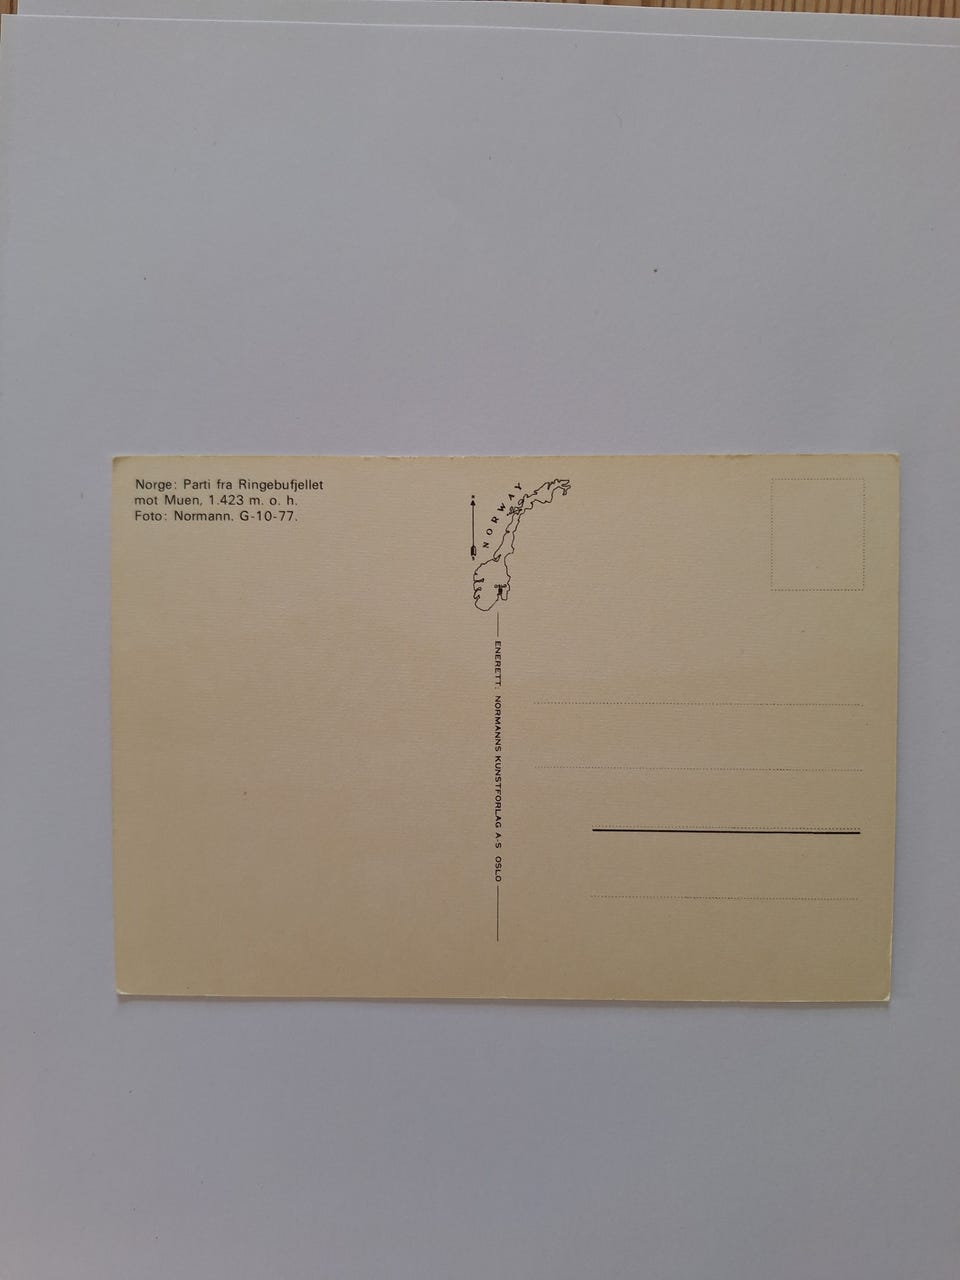 Norge: Parti fra Ringebufjellet
mot Muen, 1.423 m. o. h.
Foto: Normann. G-10-77.
NORWAY
ENERETT: NORMANNS KUNSTFORLAG A-S OSLO